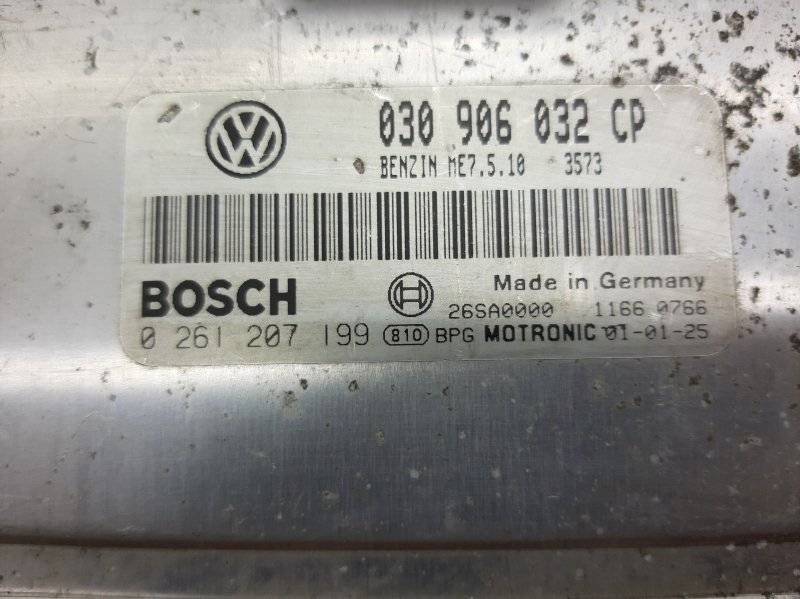 030 906 032 CP
BENZIN ME7.5.10 3573
BOSCH
Made in Germany
26SA0000 1166 0766
0 261 207 199 810 BPG MOTRONIC 01-01-25